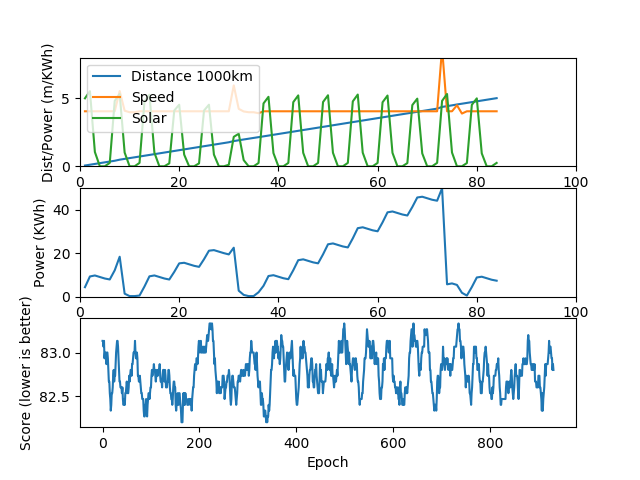 Dist/Power (m/KWh)
5
0
Distance 1000km
Speed
Solar
0 20 40 60 80 100
Power (KWh)
40
20
0
0 20 40 60 80 100
Score (lower is better)
83.0
82.5
0 200 400 600 800
Epoch